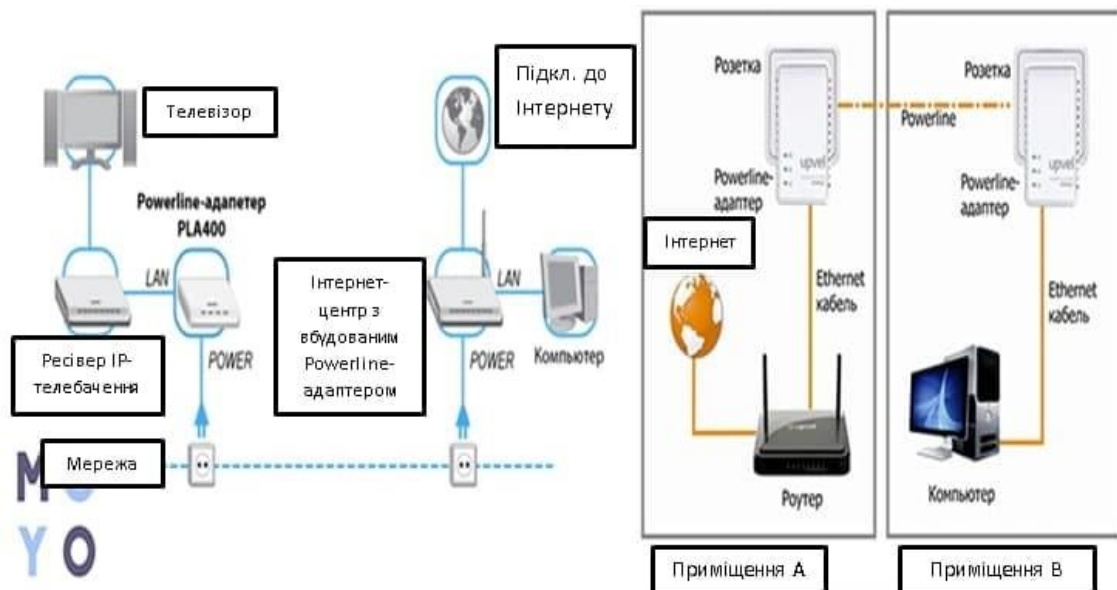 Телевізор
Підкл. до
Інтернету
Powerline-адапетер
PLA400
LAN
Ресівер IP-
телебачення
POWER
Інтернет-
центр з
вбудованим
Powerline-
адаптером
LAN
POWER
Компьютер
Мережа
M
YO
Розетка
upvel
Powerline-
адаптер
Powerline
Розетка
upvel
Powerline-
адаптер
Інтернет
Ethernet
кабель
Роутер
Ethernet
кабель
Компьютер
Приміщення А
Приміщення В